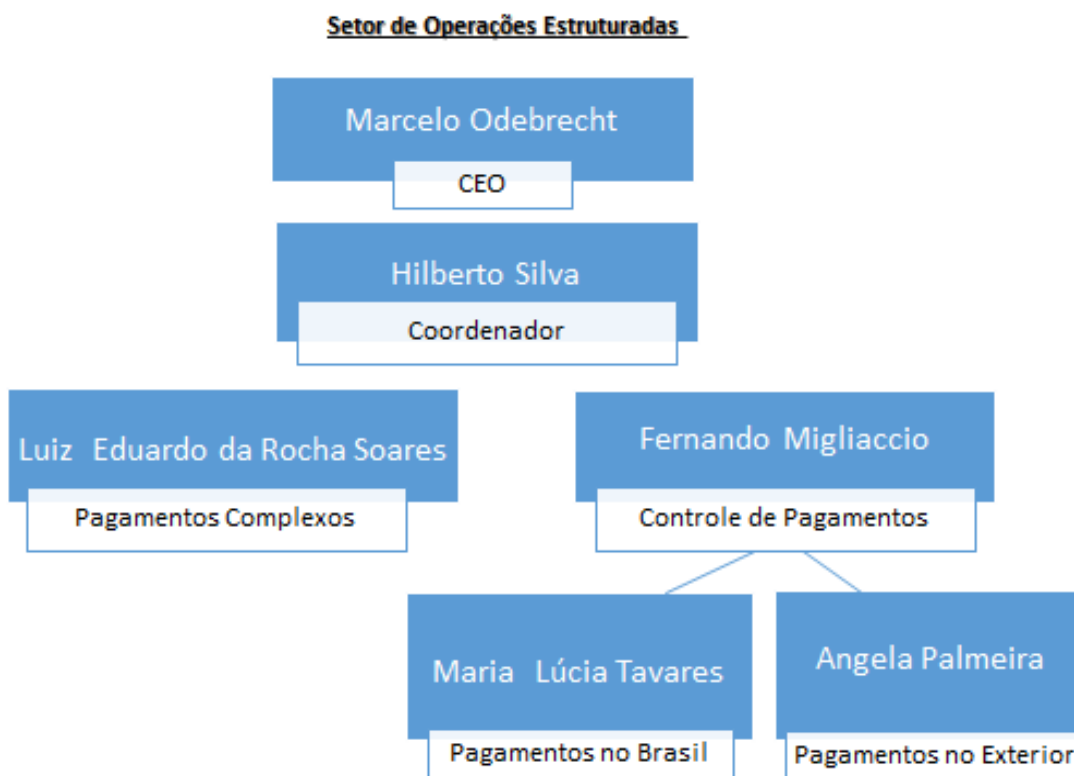 Setor de Operações Estruturadas
Marcelo Odebrecht
CEO
Hilberto Silva
Coordenador
Luiz Eduardo da Rocha Soares
Pagamentos Complexos
Fernando Migliaccio
Controle de Pagamentos
Maria Lúcia Tavares
Pagamentos no Brasil
Angela Palmeira
Pagamentos no Exterior